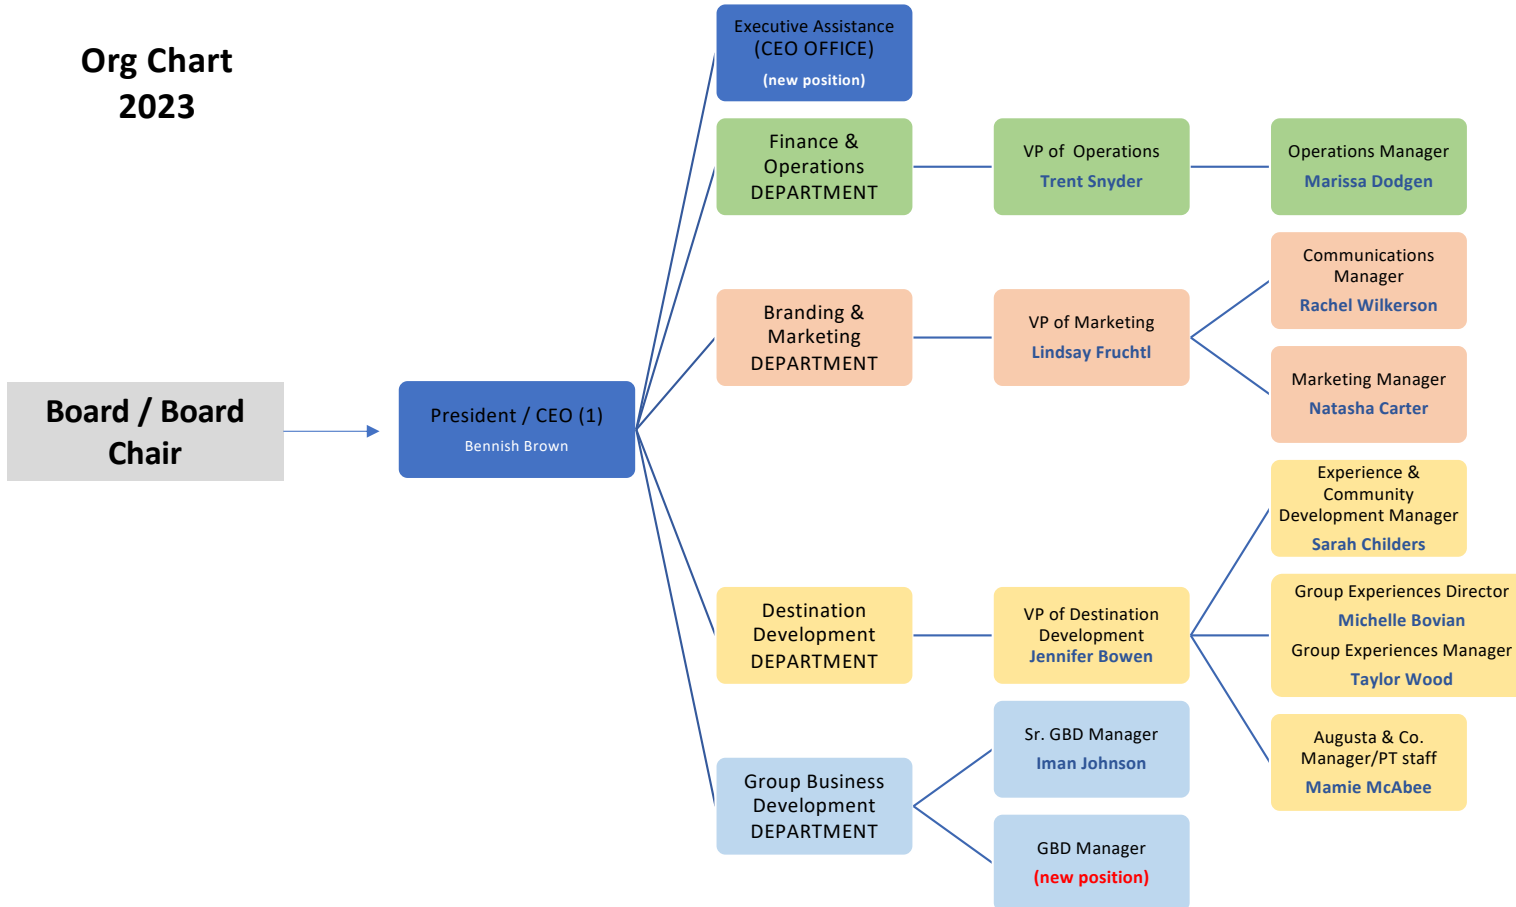 Org Chart
2023
Board / Board
Chair
President / CEO (1)
Bennish Brown
Executive Assistance
(CEO OFFICE)
(new position)
Finance &
Operations
DEPARTMENT
VP of  Operations
Trent Snyder
Operations Manager
Marissa Dodgen
Branding &
Marketing
DEPARTMENT
VP of Marketing
Lindsay Fruchtl
Communications
Manager
Rachel Wilkerson
Marketing Manager
Natasha Carter
Destination
Development
DEPARTMENT
VP of Destination
Development
Jennifer Bowen
Experience &
Community
Development Manager
Sarah Childers
Group Experiences Director
Michelle Bovian
Group Experiences Manager
Taylor Wood
Augusta & Co.
Manager/PT staff
Mamie McAbee
Group Business
Development
DEPARTMENT
Sr. GBD Manager
Iman Johnson
GBD Manager
(new position)